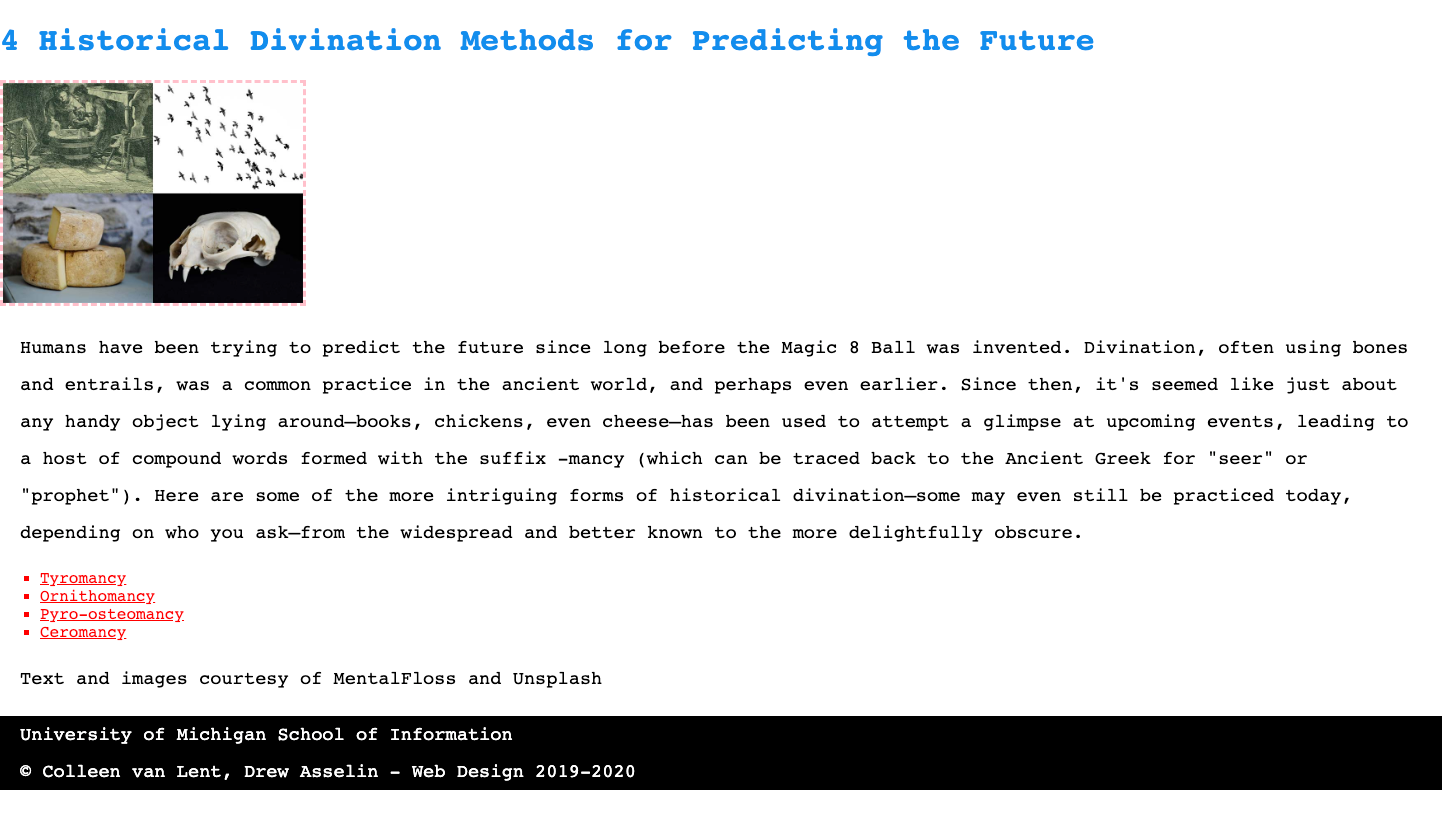 4 Historical Divination Methods for Predicting the Future
Humans have been trying to predict the future since long before the Magic 8 Ball was invented. Divination, often using bones
and entrails, was a common practice in the ancient world, and perhaps even earlier. Since then, it's seemed like just about
any handy object lying around—books, chickens, even cheese—has been used to attempt a glimpse at upcoming events, leading to
a host of compound words formed with the suffix -mancy (which can be traced back to the Ancient Greek for "seer" or
"prophet"). Here are some of the more intriguing forms of historical divination—some may even still be practiced today,
depending on who you ask—from the widespread and better known to the more delightfully obscure.
Tyromancy
Ornithomancy
Pyro-osteomancy
Ceromancy
Text and images courtesy of MentalFloss and Unsplash
University of Michigan School of Information
© Colleen van Lent, Drew Asselin - Web Design 2019-2020